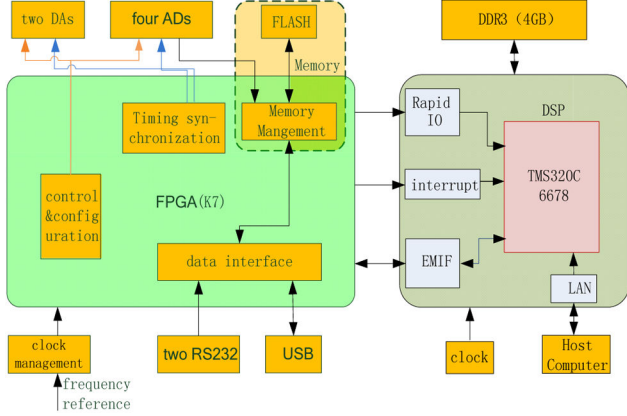 two DAs
four ADs
FLASH
Memory
DDR3 (4GB)
Timing syn-
chronization
Memory
Mangement
Rapid
IO
DSP
TMS320C
6678
interrupt
control
&config
uration
FPGA(K7)
data interface
EMIF
LAN
clock
management
two RS232
USB
clock
Host
Computer
frequency
reference